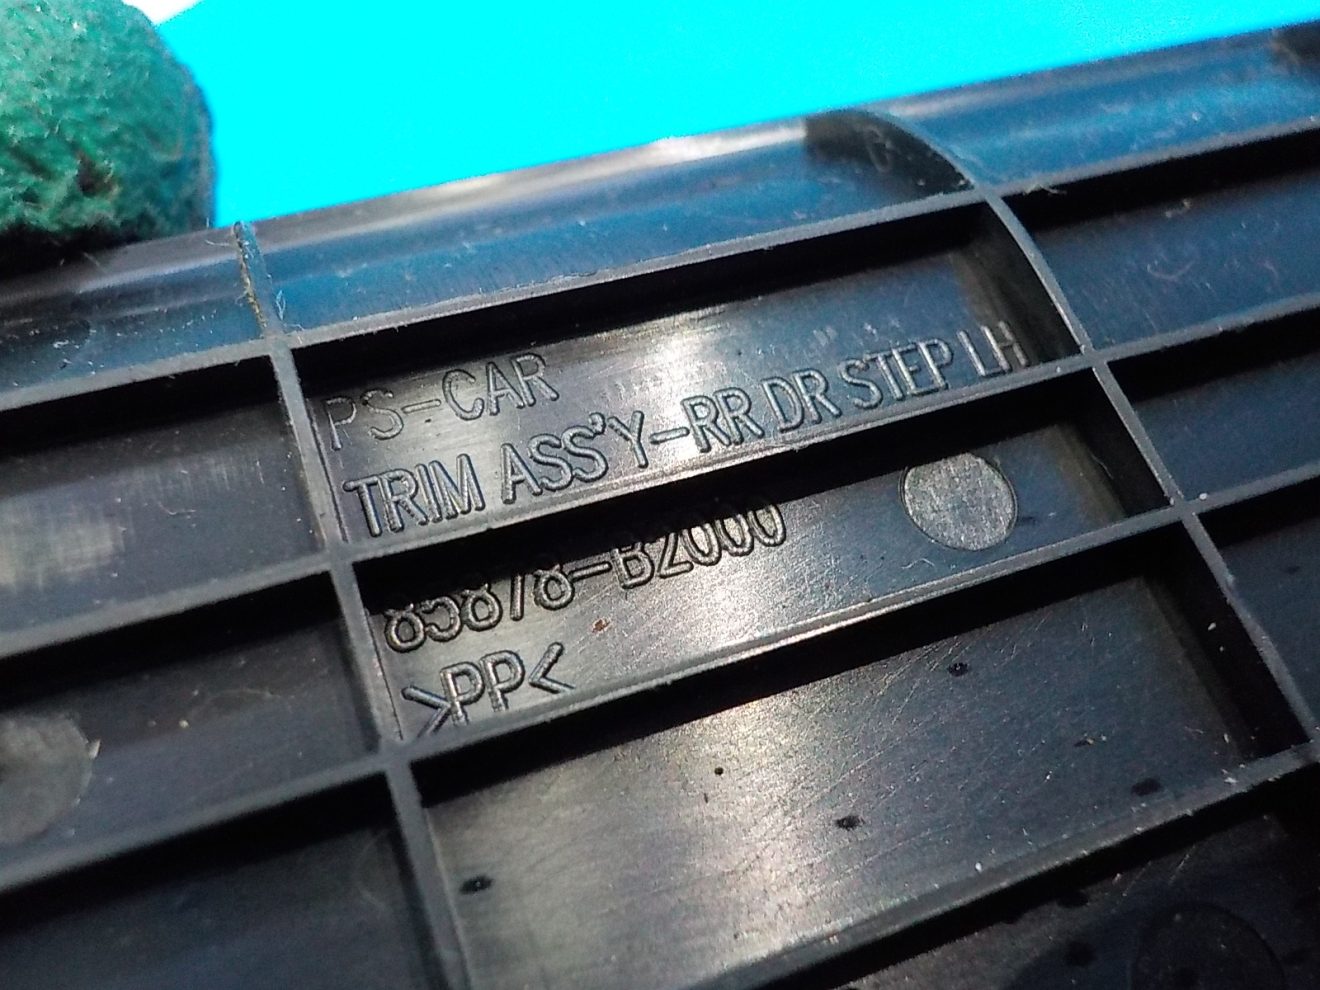 PS-CAR
TRIM ASS'Y-RR DR STEP LH
85878-B2000
>PP<